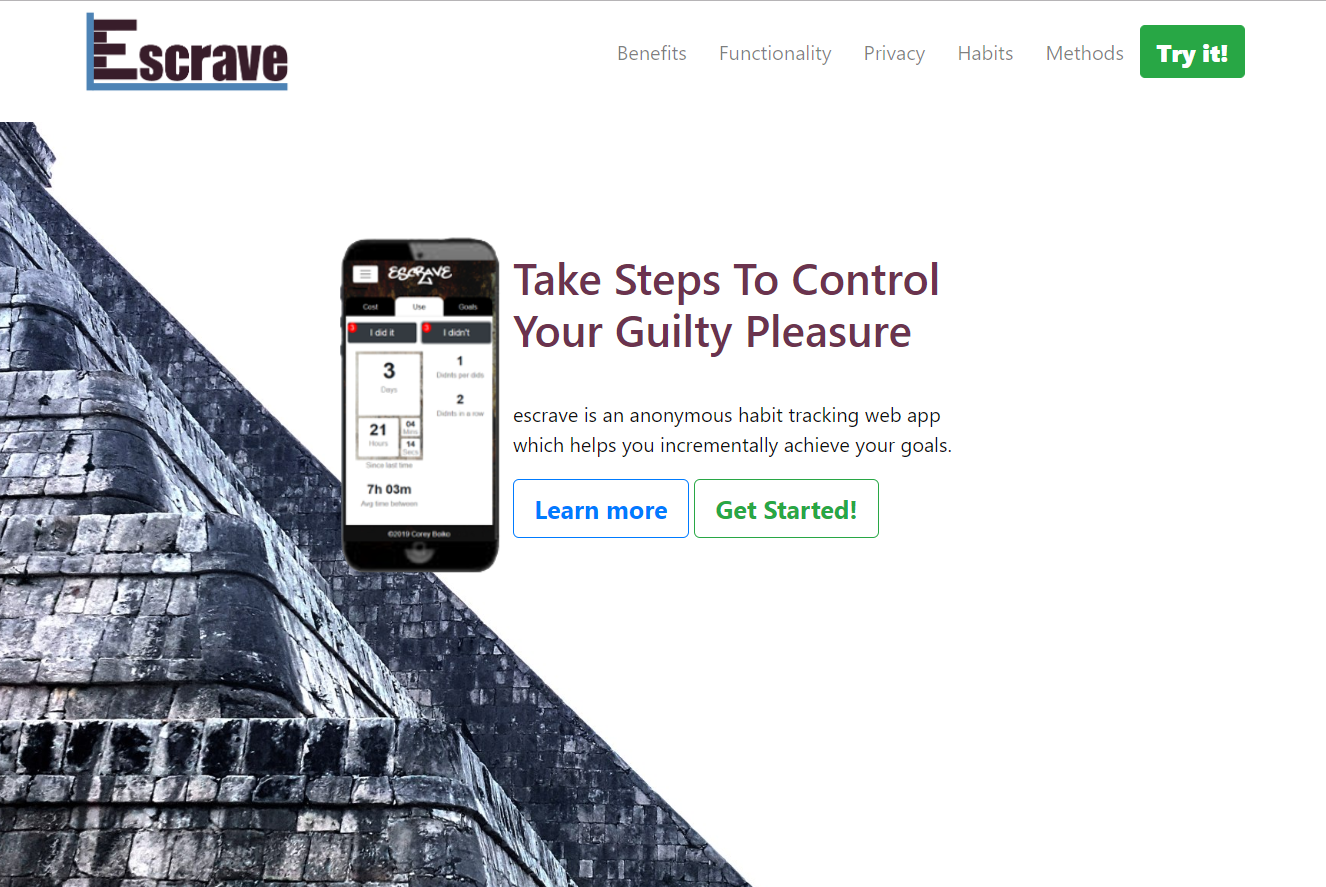 Escrave
Benefits Functionality Privacy Habits Methods Try it!
Take Steps To Control
Your Guilty Pleasure
escrave is an anonymous habit tracking web app
which helps you incrementally achieve your goals.
Learn more Get Started!
ESCRAVE
Cost Use Goals
3 I did it 3 I didn't
3
Days
21
Hours
04
Mins
14
Secs
Since last time
7h 03m
Avg time between
1
Didnts per dids
2
Didnts in a row
©2019 Corey Boiko